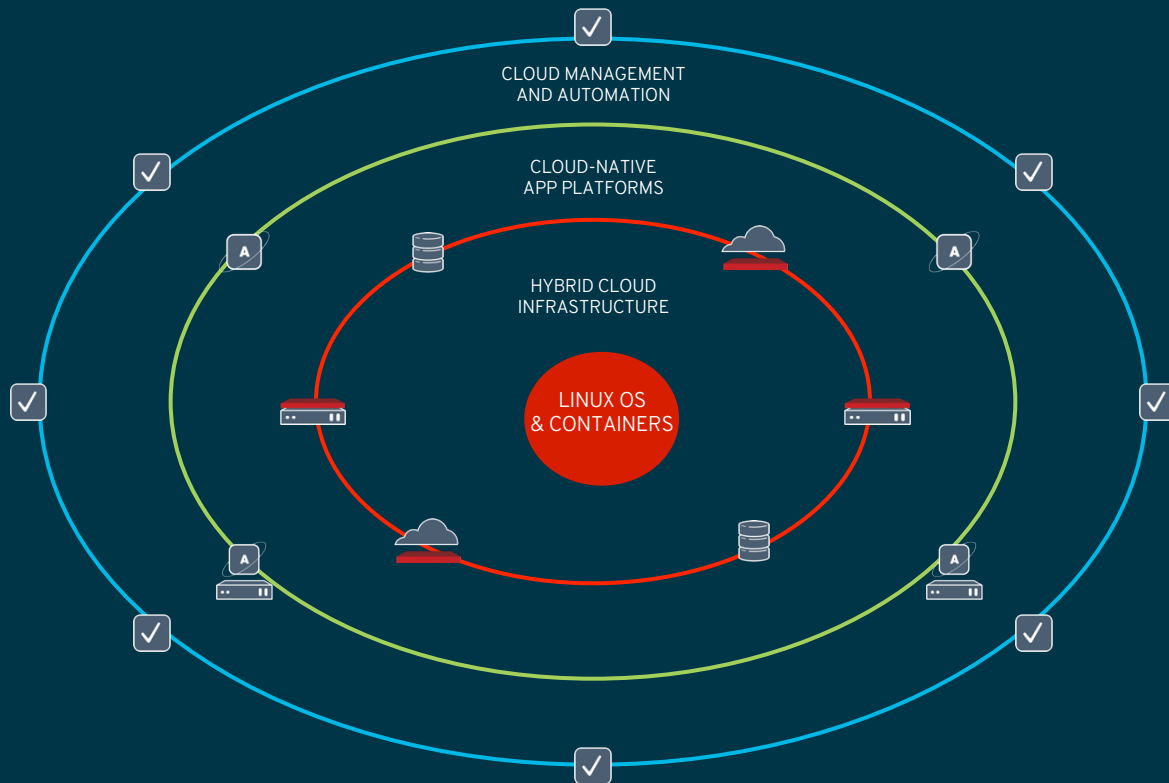 CLOUD MANAGEMENT
AND AUTOMATION
CLOUD-NATIVE
APP PLATFORMS
A
A
HYBRID CLOUD
INFRASTRUCTURE
LINUX OS
& CONTAINERS
A
A